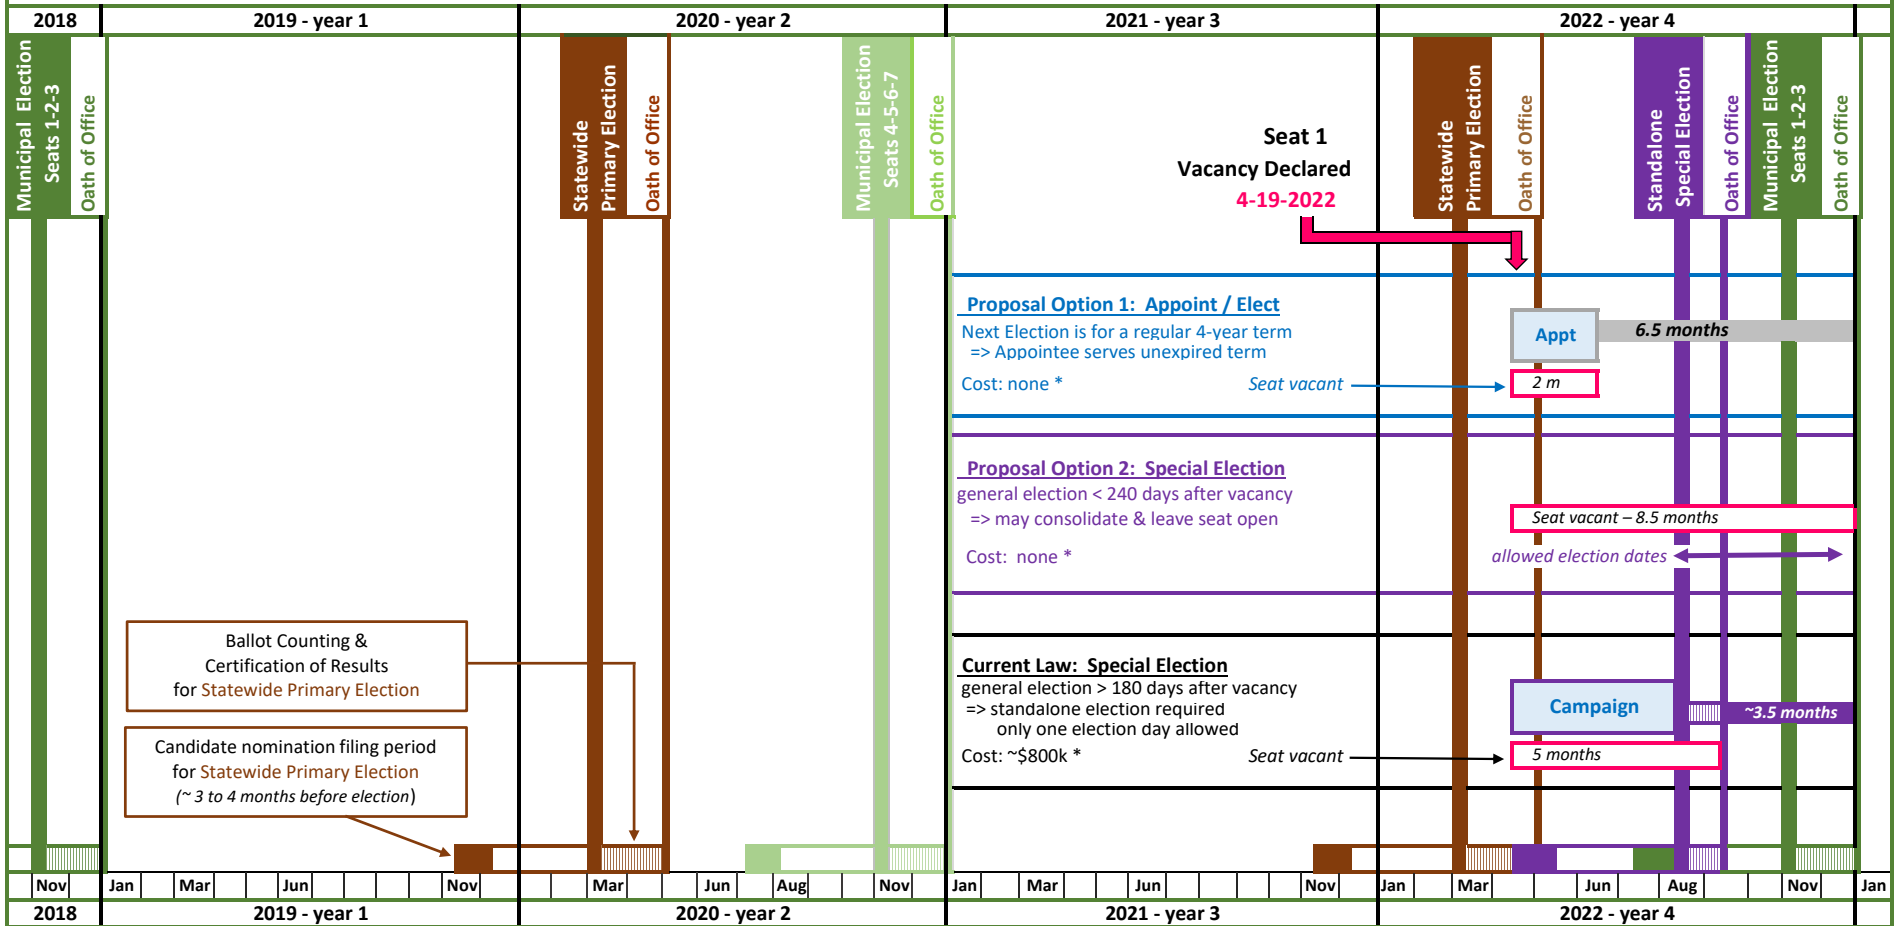 2018
2019 - year 1
2020 - year 2
2021 - year 3
2022 - year 4
Municipal Election
Seats 1-2-3
Oath of Office
Statewide
Primary Election
Oath of Office
Municipal Election
Seats 4-5-6-7
Oath of Office
Seat 1
Vacancy Declared
4-19-2022
Statewide
Primary Election
Oath of Office
Standalone
Special Election
Oath of Office
Municipal Election
Seats 1-2-3
Oath of Office
Proposal Option 1: Appoint / Elect
Next Election is for a regular 4-year term
=> Appointee serves unexpired term
Cost: none *
Seat vacant
Appt
6.5 months
2 m
Proposal Option 2: Special Election
general election < 240 days after vacancy
=> may consolidate & leave seat open
Cost: none *
Seat vacant – 8.5 months
allowed election dates
Ballot Counting &
Certification of Results
for Statewide Primary Election
Candidate nomination filing period
for Statewide Primary Election
(~ 3 to 4 months before election)
Current Law: Special Election
general election > 180 days after vacancy
=> standalone election required
only one election day allowed
Cost: ~$800k *
Seat vacant
Campaign
~3.5 months
5 months
Nov
Jan
Mar
Jun
Nov
Mar
Jun
Aug
Nov
Jan
Mar
Jun
Nov
Jan
Mar
Jun
Aug
Nov
Jan
2018
2019 - year 1
2020 - year 2
2021 - year 3
2022 - year 4